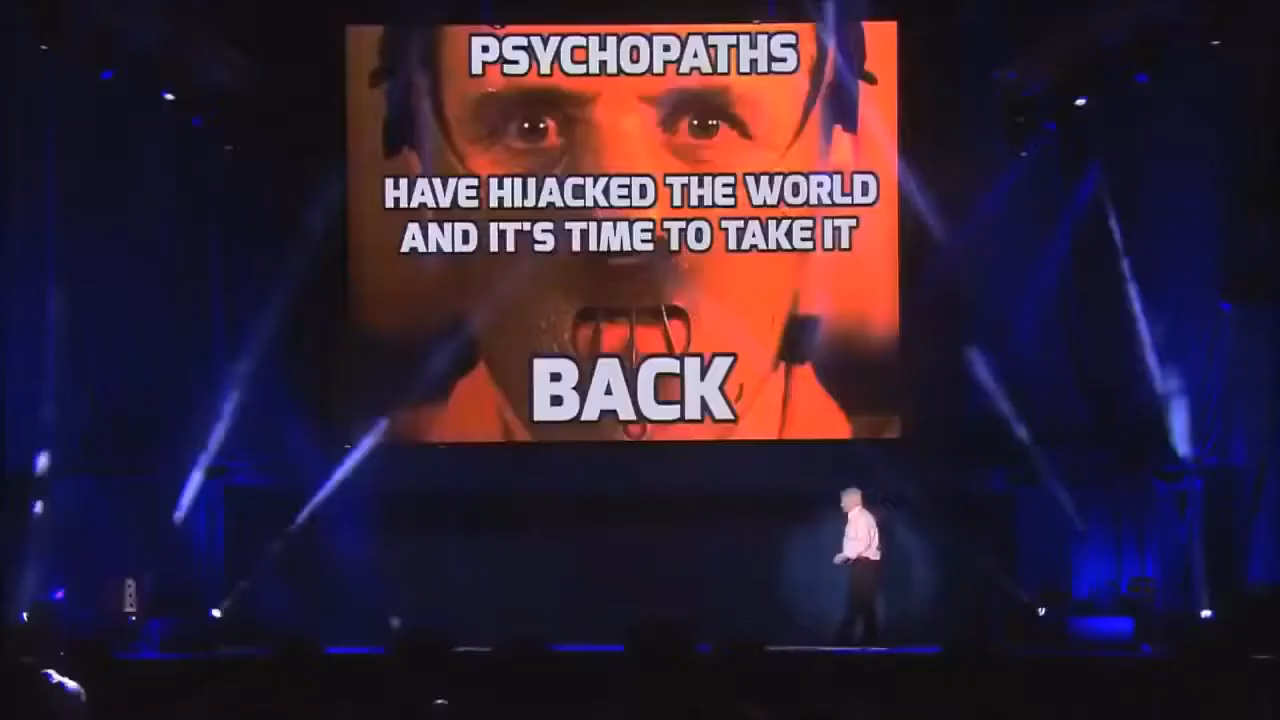 PSYCHOPATHS
HAVE HIJACKED THE WORLD
AND IT'S TIME TO TAKE IT
BACK